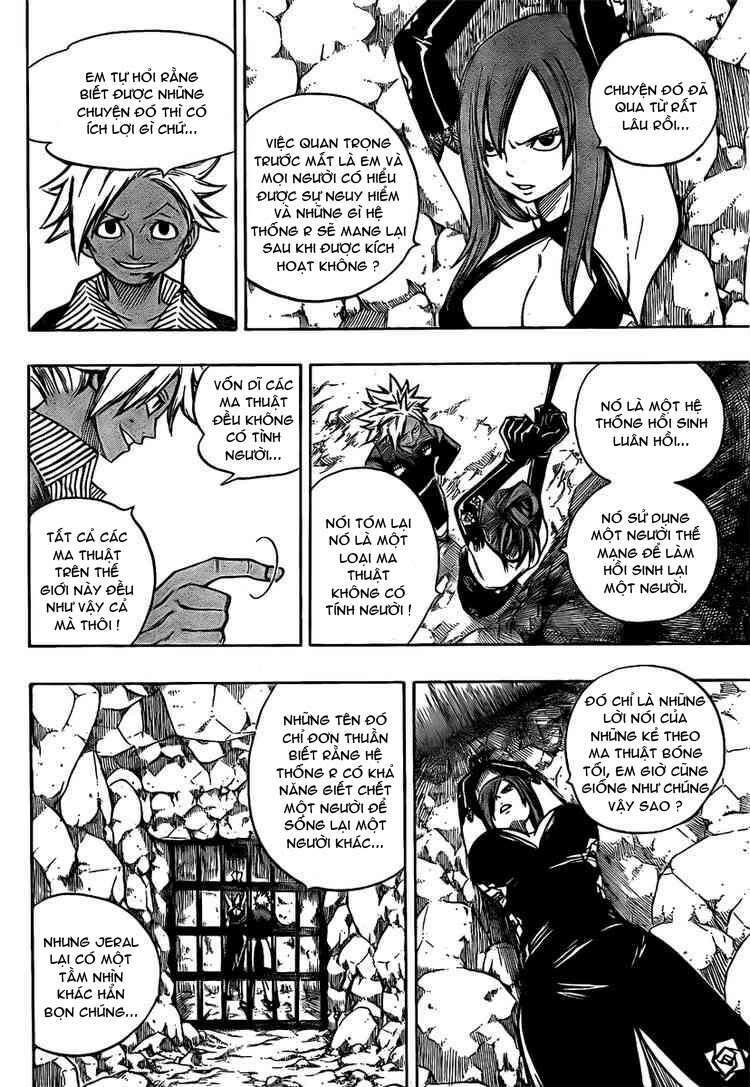 CHUYỆN ĐÓ ĐÃ
QUA TỪ RẤT
LÂU RỒI...
VIỆC QUAN TRỌNG
TRƯỚC MẮT LÀ EM VÀ
MỌI NGƯỜI CÓ HIỂU
ĐƯỢC SỰ NGUY HIỂM
VÀ NHỮNG GÌ HỆ
THỐNG R SẼ MANG LẠI
SAU KHI ĐƯỢC KÍCH
HOẠT KHÔNG ?
EM TỰ HỎI RẰNG
BIẾT ĐƯỢC NHỮNG
CHUYỆN ĐÓ THÌ CÓ
ÍCH LỢI GÌ CHỨ...
NÓ LÀ MỘT HỆ
THỐNG HỒI SINH
LUÂN HỒI...
NÓ SỬ DỤNG
MỘT NGƯỜI THẾ
MẠNG ĐỂ LÀM
HỒI SINH LẠI
MỘT NGƯỜI.
NÓI TÓM LẠI
NÓ LÀ MỘT
LOẠI MA
THUẬT
KHÔNG CÓ
TÍNH NGƯỜI !
VỐN DĨ CÁC
MA THUẬT
ĐỀU KHÔNG
CÓ TÌNH
NGƯỜI...
TẤT CẢ CÁC
MA THUẬT
TRÊN THẾ
GIỚI NÀY ĐỀU
NHƯ VẬY CẢ
MÀ THÔI !
ĐÓ CHỈ LÀ NHỮNG
LỜI NÓI CỦA
NHỮNG KẺ THEO
MA THUẬT BÓNG
TỐI, EM GIỜ CŨNG
GIỐNG NHƯ CHÚNG
VẬY SAO ?
NHỮNG TÊN ĐÓ
CHỈ ĐƠN THUẦN
BIẾT RẰNG HỆ
THỐNG R CÓ KHẢ
NĂNG GIẾT CHẾT
MỘT NGƯỜI ĐỂ
SỐNG LẠI MỘT
NGƯỜI KHÁC...
NHƯNG JERAL
LẠI CÓ MỘT
TẦM NHÌN
KHÁC HẲN
BỌN CHÚNG...